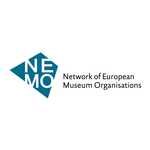 NE
MO
Network of European
Museum Organisations